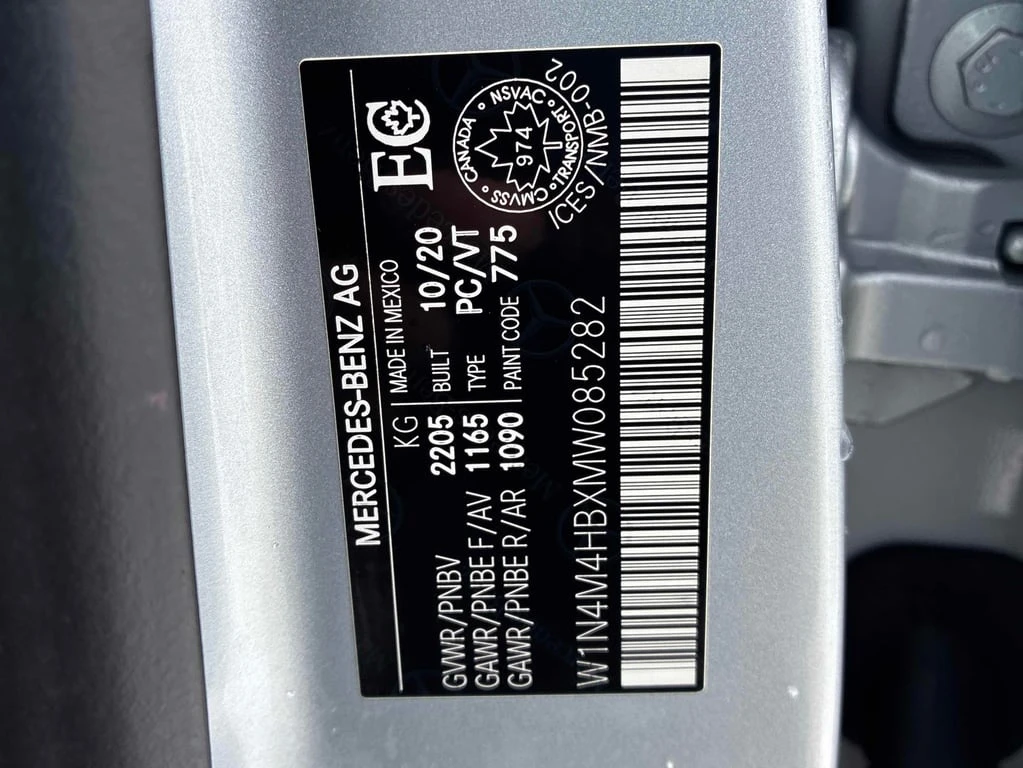 MERCEDES-BENZ AG
KG MADE IN MEXICO
GVWR/PNBV 2205 BUILT 10/20
GAWR/PNBE F/AV 1165 TYPE PC/VT
GAWR/PNBE R/AR 1090 PAINT CODE 775
W1N4M4HBXMW085282
EC
CANADA • NSVAC • TRANSPORT • CMVSS •
974
ICES/NMB-002